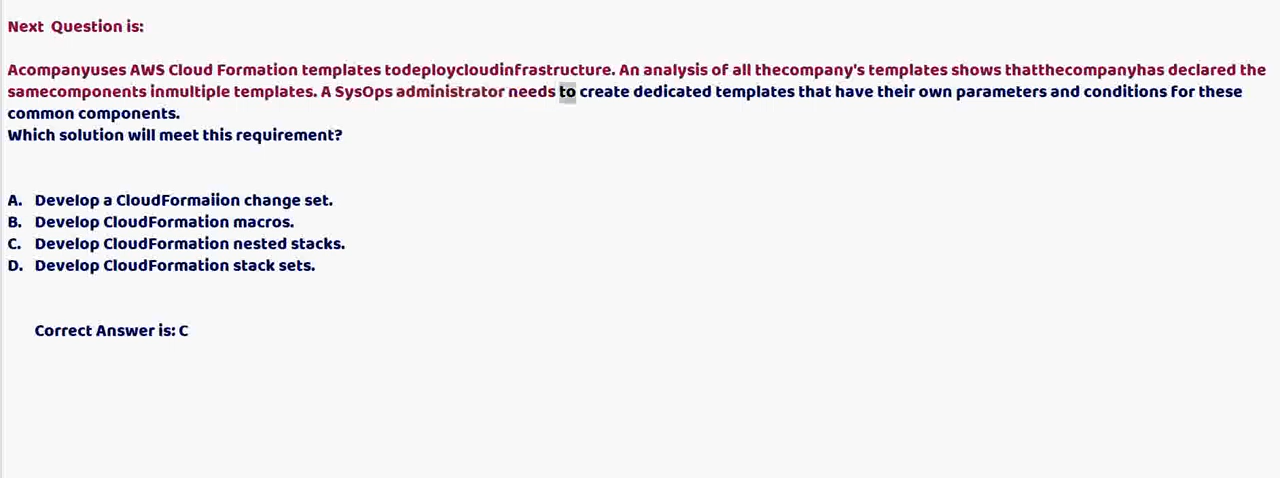 Next Question is:
Acompanyuses AWS Cloud Formation templates todeploycloudinfrastructure. An analysis of all thecompany's templates shows thatthecompanyhas declared the
samecomponents inmultiple templates. A SysOps administrator needs to create dedicated templates that have their own parameters and conditions for these
common components.
Which solution will meet this requirement?
A. Develop a CloudFormaiion change set.
B. Develop CloudFormation macros.
C. Develop CloudFormation nested stacks.
D. Develop CloudFormation stack sets.
Correct Answer is: C